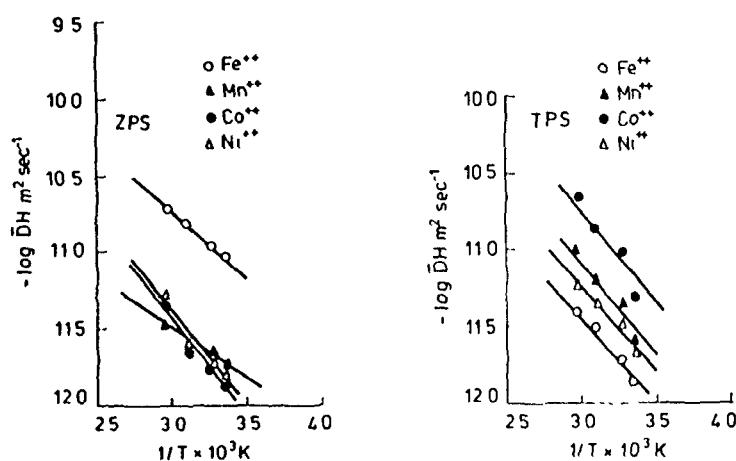 9 5
10 0
10 5
11.0
11.5
12.0
2.5
3.0
3.5
4.0
ZPS
○ Fe⁺⁺
▲ Mn⁺⁺
● Co⁺⁺
△ Ni⁺⁺
- log D̄H m² sec⁻¹
1/T × 10³K
10.0
10.5
11.0
11.5
12.0
2 5
3.0
3.5
4.0
TPS
○ Fe⁺⁺
▲ Mn⁺⁺
● Co⁺⁺
△ Ni⁺⁺
- log D̄H m² sec⁻¹
1/T × 10³K